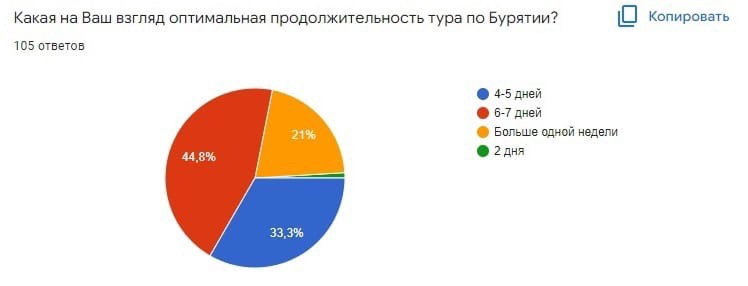 Какая на Ваш взгляд оптимальная продолжительность тура по Бурятии?
Копировать
105 ответов
4-5 дней
6-7 дней
Больше одной недели
2 дня
21%
44,8%
33,3%